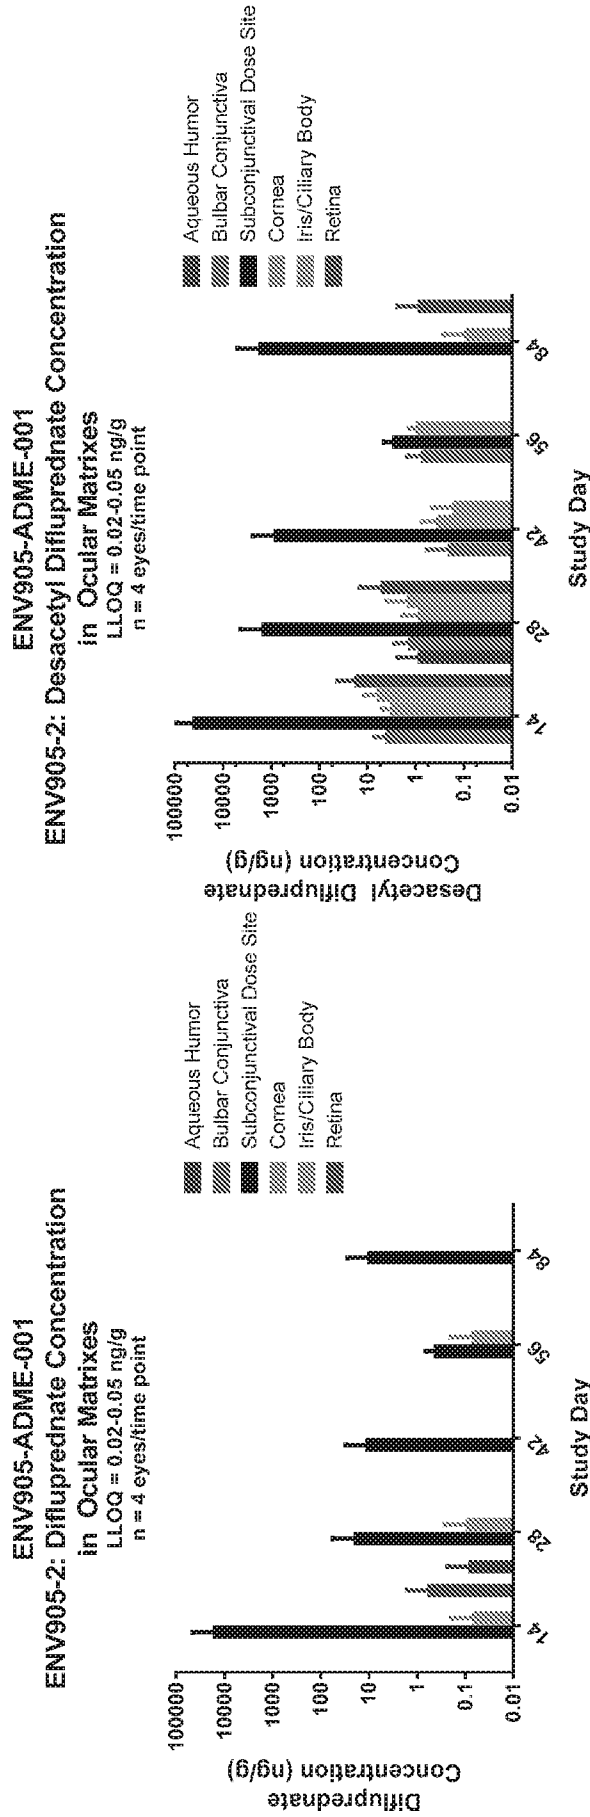 ENV905-ADME-001
ENV905-2: Difluprednate Concentration
in Ocular Matrixes
LLOQ = 0.02-0.05 ng/g
n = 4 eyes/time point
Difluprednate
Concentration (ng/g)
100000
10000
1000
100
10
1
0.1
0.01
14
28
42
56
84
Study Day
Aqueous Humor
Bulbar Conjunctiva
Subconjunctival Dose Site
Cornea
Iris/Ciliary Body
Retina
ENV905-ADME-001
ENV905-2: Desacetyl Difluprednate Concentration
in Ocular Matrixes
LLOQ = 0.02-0.05 ng/g
n = 4 eyes/time point
Desacetyl Difluprednate
Concentration (ng/g)
100000
10000
1000
100
10
1
0.1
0.01
14
28
42
56
84
Study Day
Aqueous Humor
Bulbar Conjunctiva
Subconjunctival Dose Site
Cornea
Iris/Ciliary Body
Retina